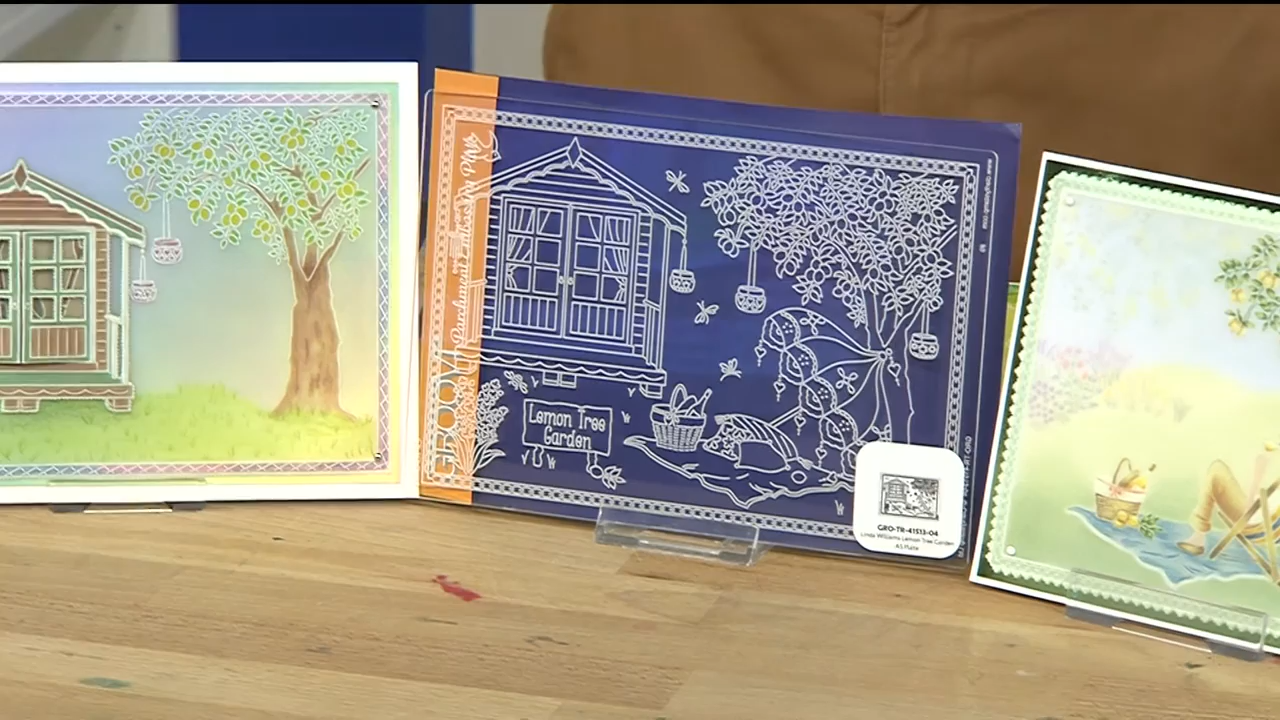 GROOVI
Parchment Embossing Plate
Lemon Tree
Garden
GRO-TR-41513-04
Linda Williams Lemon Tree Garden
A5 Plate